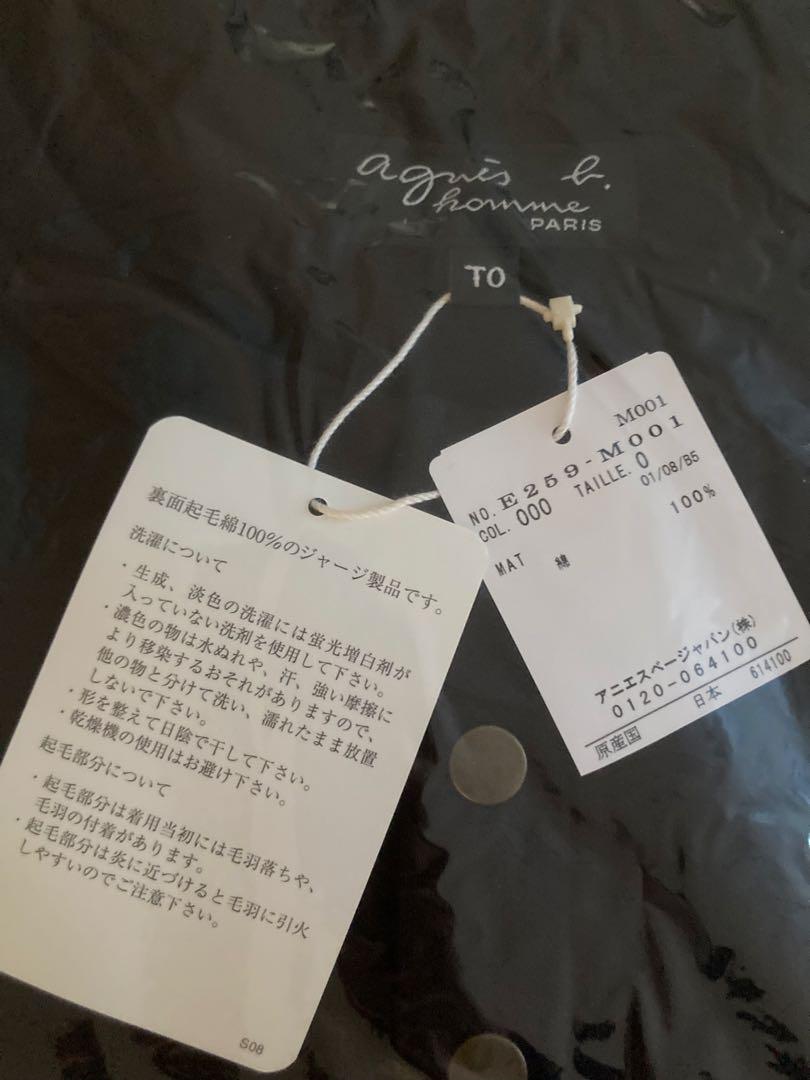 agnès b.
homme
PARIS
TO
裏面起毛綿100%のジャージ製品です。
洗濯について
・生成、淡色の洗濯には蛍光増白剤が
入っていない洗剤を使用して下さい。
・濃色の物は水ぬれや、汗、強い摩擦に
より移染するおそれがありますので、
他の物と分けて洗い、濡れたまま放置
しないで下さい。
・形を整えて日陰で干して下さい。
・乾燥機の使用はお避け下さい。
起毛部分について
・起毛部分は着用当初には毛羽落ちや、
毛羽の付着があります。
・起毛部分は炎に近づけると毛羽に引火
しやすいのでご注意下さい。
S08
M001
NO. E259-M001
COL. 000 TAILLE. 0
01/08/B5
MAT 綿 100%
アニエスベージャパン(株)
0120-064100
原産国 日本 614100